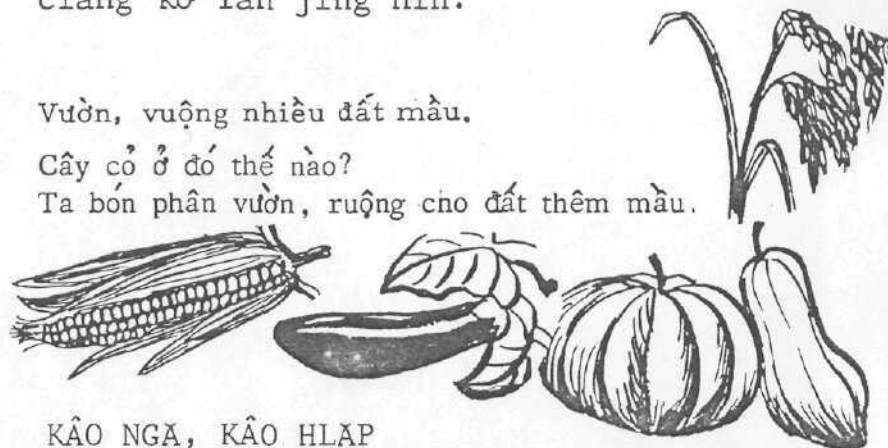 Vườn, vuộng nhiều đất mầu.
Cây cỏ ở đó thế nào?
Ta bón phân vườn, ruộng cho đất thêm mầu.
KÂO NGA, KÂO HLAP